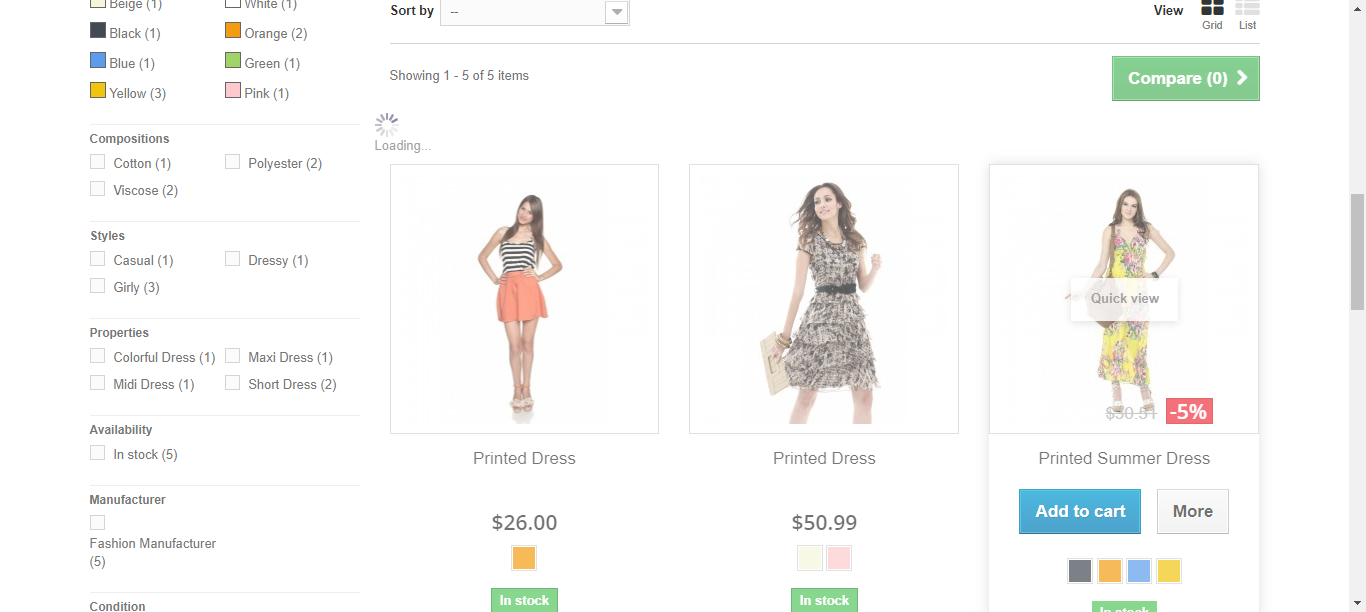 Beige (1)
White (1)
Black (1)
Orange (2)
Blue (1)
Green (1)
Yellow (3)
Pink (1)
Compositions
Cotton (1)
Polyester (2)
Viscose (2)
Styles
Casual (1)
Dressy (1)
Girly (3)
Properties
Colorful Dress (1)
Maxi Dress (1)
Midi Dress (1)
Short Dress (2)
Availability
In stock (5)
Manufacturer
Fashion Manufacturer
(5)
Condition
Sort by
--
View
Grid
List
Showing 1 - 5 of 5 items
Compare (0)
Loading...
Printed Dress
$26.00
In stock
Printed Dress
$50.99
In stock
Quick view
$30.51
-5%
Printed Summer Dress
Add to cart
More
In stock